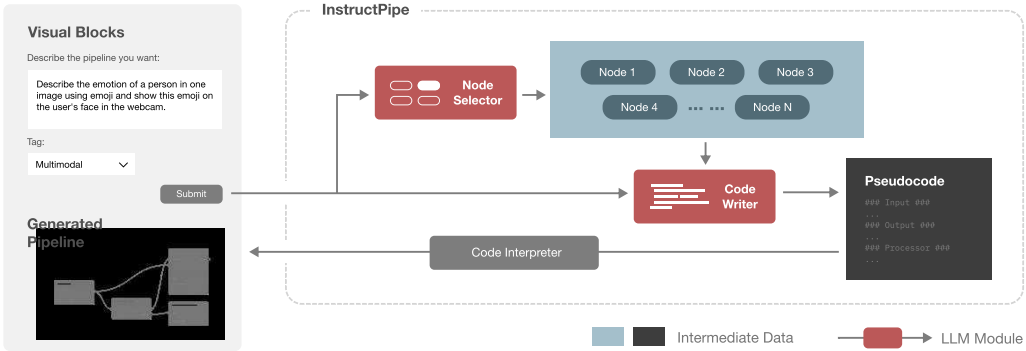 InstructPipe
Visual Blocks
Describe the pipeline you want:
Describe the emotion of a person in one
image using emoji and show this emoji on
the user's face in the webcam.
Tag:
Multimodal
Submit
Generated
Pipeline
Node
Selector
Node 1
Node 2
Node 3
Node 4
... ...
Node N
Code
Writer
Pseudocode
### Input ###
...
### Output ###
...
### Processor ###
...
Code Interpreter
Intermediate Data
LLM Module